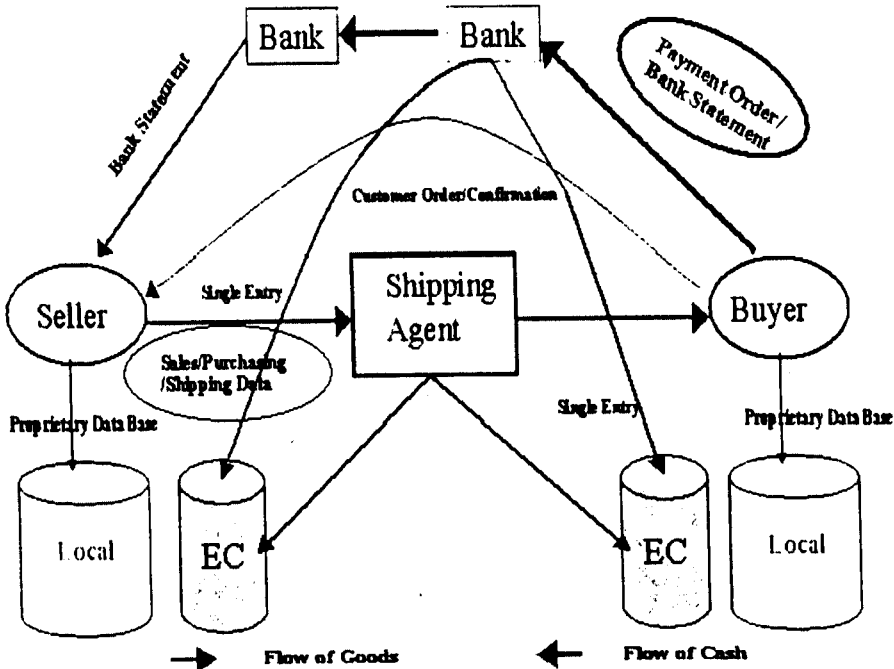 Bank
Bank
Payment Order/
Bank Statement
Bank Statement
Customer Order/Confirmation
Seller
Single Entry
Shipping
Agent
Buyer
Sales/Purchasing
/Shipping Data
Proprietary Data Base
Single Entry
Proprietary Data Base
Local
EC
EC
Local
Flow of Goods
Flow of Cash